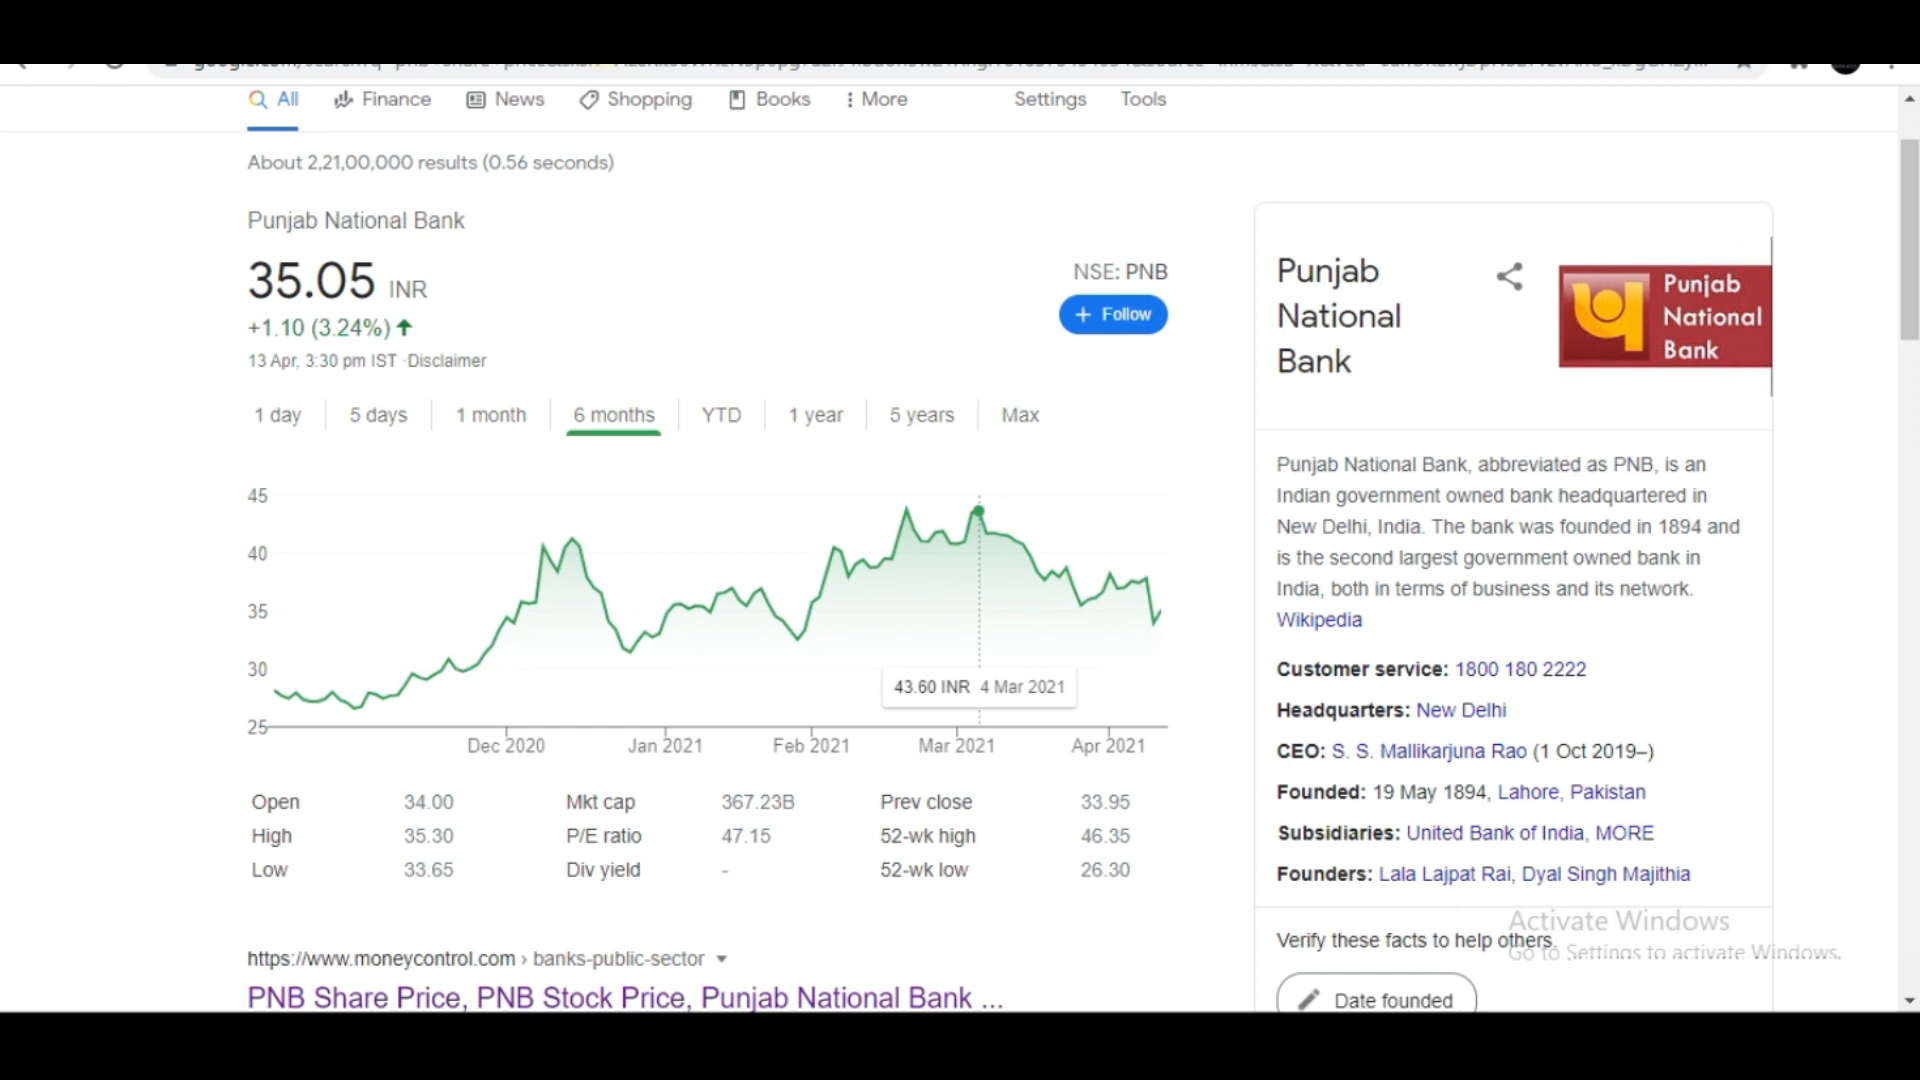 All Finance News Shopping Books More Settings Tools
About 2,21,00,000 results (0.56 seconds)
Punjab National Bank
35.05 INR
+1.10 (3.24%)
13 Apr, 3:30 pm IST · Disclaimer
NSE: PNB
+ Follow
1 day 5 days 1 month 6 months YTD 1 year 5 years Max
45
40
35
30
25
43.60 INR 4 Mar 2021
Dec 2020 Jan 2021 Feb 2021 Mar 2021 Apr 2021
Open 34.00 Mkt cap 367.23B Prev close 33.95
High 35.30 P/E ratio 47.15 52-wk high 46.35
Low 33.65 Div yield - 52-wk low 26.30
https://www.moneycontrol.com › banks-public-sector
PNB Share Price, PNB Stock Price, Punjab National Bank ...
Punjab
National
Bank
Punjab
National
Bank
Punjab National Bank, abbreviated as PNB, is an
Indian government owned bank headquartered in
New Delhi, India. The bank was founded in 1894 and
is the second largest government owned bank in
India, both in terms of business and its network.
Wikipedia
Customer service: 1800 180 2222
Headquarters: New Delhi
CEO: S. S. Mallikarjuna Rao (1 Oct 2019–)
Founded: 19 May 1894, Lahore, Pakistan
Subsidiaries: United Bank of India, MORE
Founders: Lala Lajpat Rai, Dyal Singh Majithia
Verify these facts to help others.
Date founded
Activate Windows
Go to Settings to activate Windows.